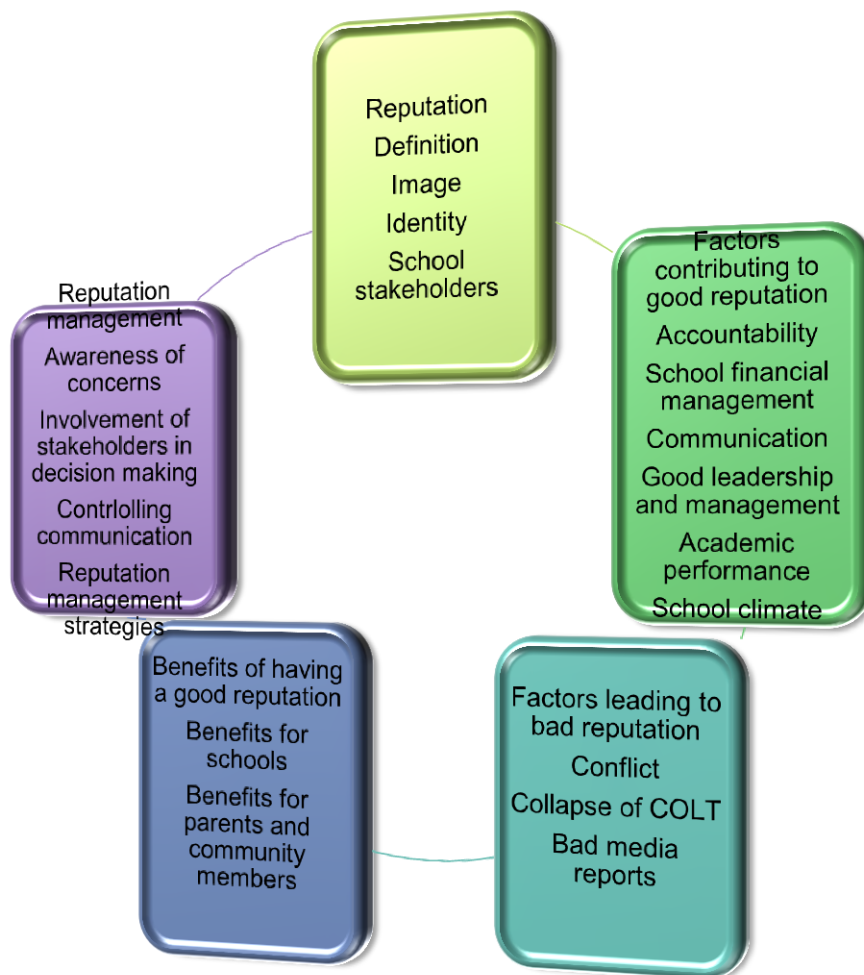 Reputation
Definition
Image
Identity
School
stakeholders
Factors
contributing to
good reputation
Accountability
School financial
management
Communication
Good leadership
and management
Academic
performance
School climate
Factors leading to
bad reputation
Conflict
Collapse of COLT
Bad media
reports
Benefits of having
a good reputation
Benefits for
schools
Benefits for
parents and
community
members
Reputation
management
Awareness of
concerns
Involvement of
stakeholders in
decision making
Contrlolling
communication
Reputation
management
strategies